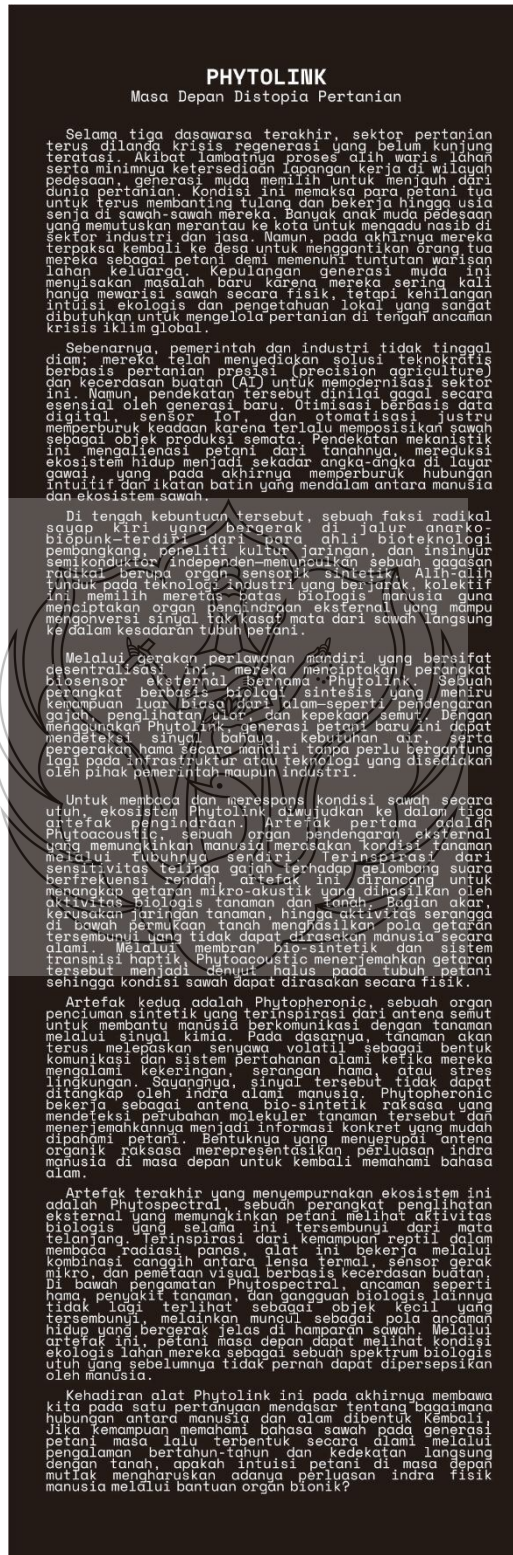 PHYTOLINK
Masa Depan Distopia Pertanian
Selama tiga dasawarsa terakhir, sektor pertanian
terus dilanda krisis regenerasi yang belum kunjung
teratasi. Akibat lambatnya proses alih waris lahan
serta minimnya ketersediaan lapangan kerja di wilayah
pedesaan, generasi muda memilih untuk menjauh dari
dunia pertanian. Kondisi ini memaksa para petani tua
untuk terus membanting tulang dan bekerja hingga usia
senja di sawah-sawah mereka. Banyak anak muda pedesaan
yang memutuskan merantau ke kota untuk mengadu nasib di
sektor industri dan jasa. Namun, pada akhirnya mereka
terpaksa kembali ke desa untuk menggantikan orang tua
mereka sebagai petani demi memenuhi tuntutan warisan
lahan keluarga. Kepulangan generasi muda ini
menyisakan masalah baru karena mereka sering kali
hanya mewarisi sawah secara fisik, tetapi kehilangan
intuisi ekologis dan pengetahuan lokal yang sangat
dibutuhkan untuk mengelola pertanian di tengah ancaman
krisis iklim global.
Sebenarnya, pemerintah dan industri tidak tinggal
diam; mereka telah menyediakan solusi teknokratis
berbasis pertanian presisi (precision agriculture)
dan kecerdasan buatan (AI) untuk memodernisasi sektor
ini. Namun, pendekatan tersebut dinilai gagal secara
esensial oleh generasi baru. Otimisasi berbasis data
digital, sensor IoT, dan otomatisasi justru
memperburuk keadaan karena terlalu memposisikan sawah
sebagai objek produksi semata. Pendekatan mekanistik
ini mengalienasi petani dari tanahnya, mereduksi
ekosistem hidup menjadi sekadar angka-angka di layar
gawai, yang pada akhirnya memperburuk hubungan
intuitif dan ikatan batin yang mendalam antara manusia
dan ekosistem sawah.
Di tengah kebuntuan tersebut, sebuah faksi radikal
sayap kiri yang bergerak di jalur anarko-
biopunk—terdiri dari para ahli bioteknologi
pembangkang, peneliti kultur jaringan, dan insinyur
semikonduktor independen—memunculkan sebuah gagasan
radikal berupa organ sensorik sintetik. Alih-alih
tunduk pada teknologi industri yang berjarak, kolektif
ini memilih meretas batas biologis manusia guna
menciptakan organ pengindraan eksternal yang mampu
mengonversi sinyal tak kasat mata dari sawah langsung
ke dalam kesadaran tubuh petani.
Melalui gerakan perlawanan mandiri yang bersifat
desentralisasi ini, mereka menciptakan perangkat
biosensor eksternal bernama Phytolink. Sebuah
perangkat berbasis biologi sintesis yang meniru
kemampuan luar biasa dari alam—seperti pendengaran
gajah, penglihatan ular, dan kepekaan semut. Dengan
menggunakan Phytolink, generasi petani baru ini dapat
mendeteksi sinyal bahaya, kebutuhan air, serta
pergerakan hama secara mandiri tanpa perlu bergantung
lagi pada infrastruktur atau teknologi yang disediakan
oleh pihak pemerintah maupun industri.
Untuk membaca dan merespons kondisi sawah secara
utuh, ekosistem Phytolink diwujudkan ke dalam tiga
artefak pengindraan. Artefak pertama adalah
Phytoacoustic, sebuah organ pendengaran eksternal
yang memungkinkan manusia merasakan kondisi tanaman
melalui tubuhnya sendiri. Terinspirasi dari
sensitivitas telinga gajah terhadap gelombang suara
berfrekuensi rendah, artefak ini dirancang untuk
menangkap getaran mikro-akustik yang dihasilkan oleh
aktivitas biologis tanaman dan tanah. Bagian akar,
kerusakan jaringan tanaman, hingga aktivitas serangga
di bawah permukaan tanah menghasilkan pola getaran
tersembunyi yang tidak dapat dirasakan manusia secara
alami. Melalui membran bio-sintetik dan sistem
transmisi haptik, Phytoacoustic menerjemahkan getaran
tersebut menjadi denyut halus pada tubuh petani
sehingga kondisi sawah dapat dirasakan secara fisik.
Artefak kedua adalah Phytopheronic, sebuah organ
penciuman sintetik yang terinspirasi dari antena semut
untuk membantu manusia berkomunikasi dengan tanaman
melalui sinyal kimia. Pada dasarnya, tanaman akan
terus melepaskan senyawa volatil sebagai bentuk
komunikasi dan sistem pertahanan alami ketika mereka
mengalami kekeringan, serangan hama, atau stres
lingkungan. Sayangnya, sinyal tersebut tidak dapat
ditangkap oleh indra alami manusia. Phytopheronic
bekerja sebagai antena bio-sintetik raksasa yang
mendeteksi perubahan molekuler tanaman tersebut dan
menerjemahkannya menjadi informasi konkret yang mudah
dipahami petani. Bentuknya yang menyerupai antena
organik raksasa merepresentasikan perluasan indra
manusia di masa depan untuk kembali memahami bahasa
alam.
Artefak terakhir yang menyempurnakan ekosistem ini
adalah Phytospectral, sebuah perangkat penglihatan
eksternal yang memungkinkan petani melihat aktivitas
biologis yang selama ini tersembunyi dari mata
telanjang. Terinspirasi dari kemampuan reptil dalam
membaca radiasi panas, alat ini bekerja melalui
kombinasi canggih antara lensa termal, sensor gerak
mikro, dan pemetaan visual berbasis kecerdasan buatan.
Di bawah pengamatan Phytospectral, ancaman seperti
hama, penyakit tanaman, dan gangguan biologis lainnya
tidak lagi terlihat sebagai objek kecil yang
tersembunyi, melainkan muncul sebagai pola ancaman
hidup yang bergerak jelas di hamparan sawah. Melalui
artefak ini, petani masa depan dapat melihat kondisi
ekologis lahan mereka sebagai sebuah spektrum biologis
utuh yang sebelumnya tidak pernah dapat dipersepsikan
oleh manusia.
Kehadiran alat Phytolink ini pada akhirnya membawa
kita pada satu pertanyaan mendasar tentang bagaimana
hubungan antara manusia dan alam dibentuk Kembali,
Jika kemampuan memahami bahasa sawah pada generasi
petani masa lalu terbentuk secara alami melalui
pengalaman bertahun-tahun dan kedekatan langsung
dengan tanah, apakah intuisi petani di masa depan
mutlak mengharuskan adanya perluasan indra fisik
manusia melalui bantuan organ bionik?